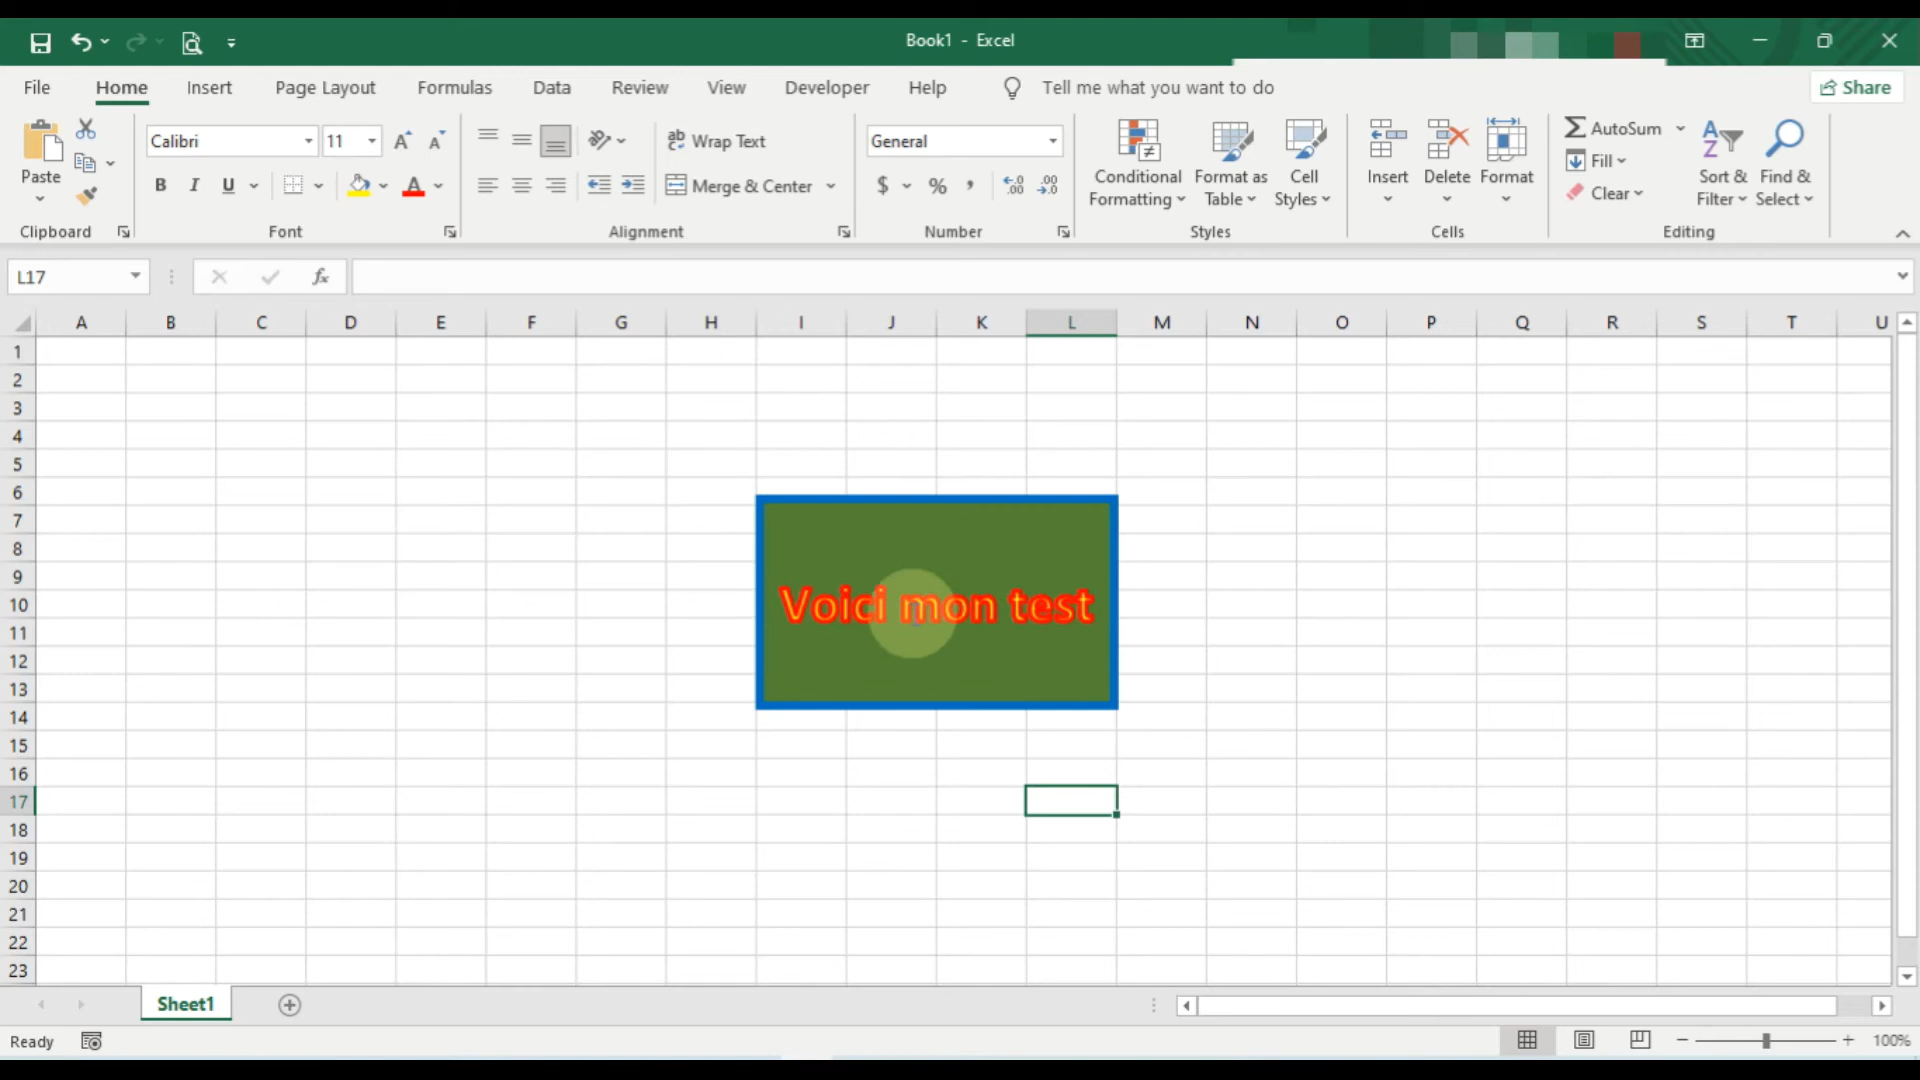 Book1 - Excel
File Home Insert Page Layout Formulas Data Review View Developer Help Tell me what you want to do Share
Paste
Clipboard
Calibri 11
B I U A
Font
ab Wrap Text
Merge & Center
Alignment
General
$ % ,
Number
Conditional Formatting
Format as Table
Cell Styles
Styles
Insert Delete Format
Cells
AutoSum
Fill
Clear
Sort & Filter
Find & Select
Editing
L17 fx
A B C D E F G H I J K L M N O P Q R S T U
1
2
3
4
5
6
7
8
9
10
11
12
13
14
15
16
17
18
19
20
21
22
23
Voici mon test
Sheet1
Ready
100%